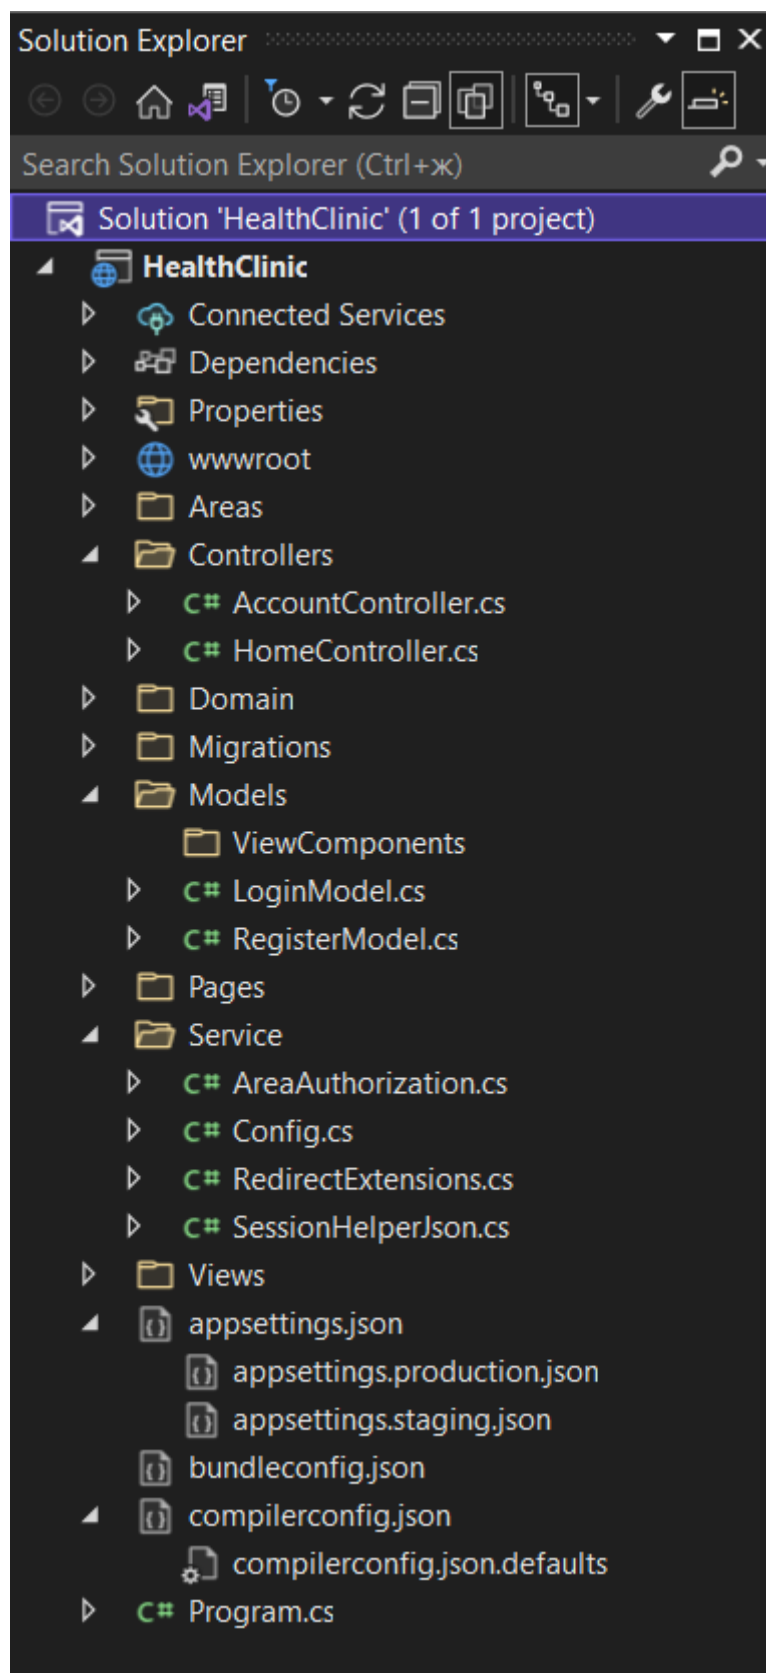 Solution Explorer
Search Solution Explorer (Ctrl+ж)
Solution 'HealthClinic' (1 of 1 project)
HealthClinic
Connected Services
Dependencies
Properties
wwwroot
Areas
Controllers
C# AccountController.cs
C# HomeController.cs
Domain
Migrations
Models
ViewComponents
C# LoginModel.cs
C# RegisterModel.cs
Pages
Service
C# AreaAuthorization.cs
C# Config.cs
C# RedirectExtensions.cs
C# SessionHelperJson.cs
Views
appsettings.json
appsettings.production.json
appsettings.staging.json
bundleconfig.json
compilerconfig.json
compilerconfig.json.defaults
C# Program.cs